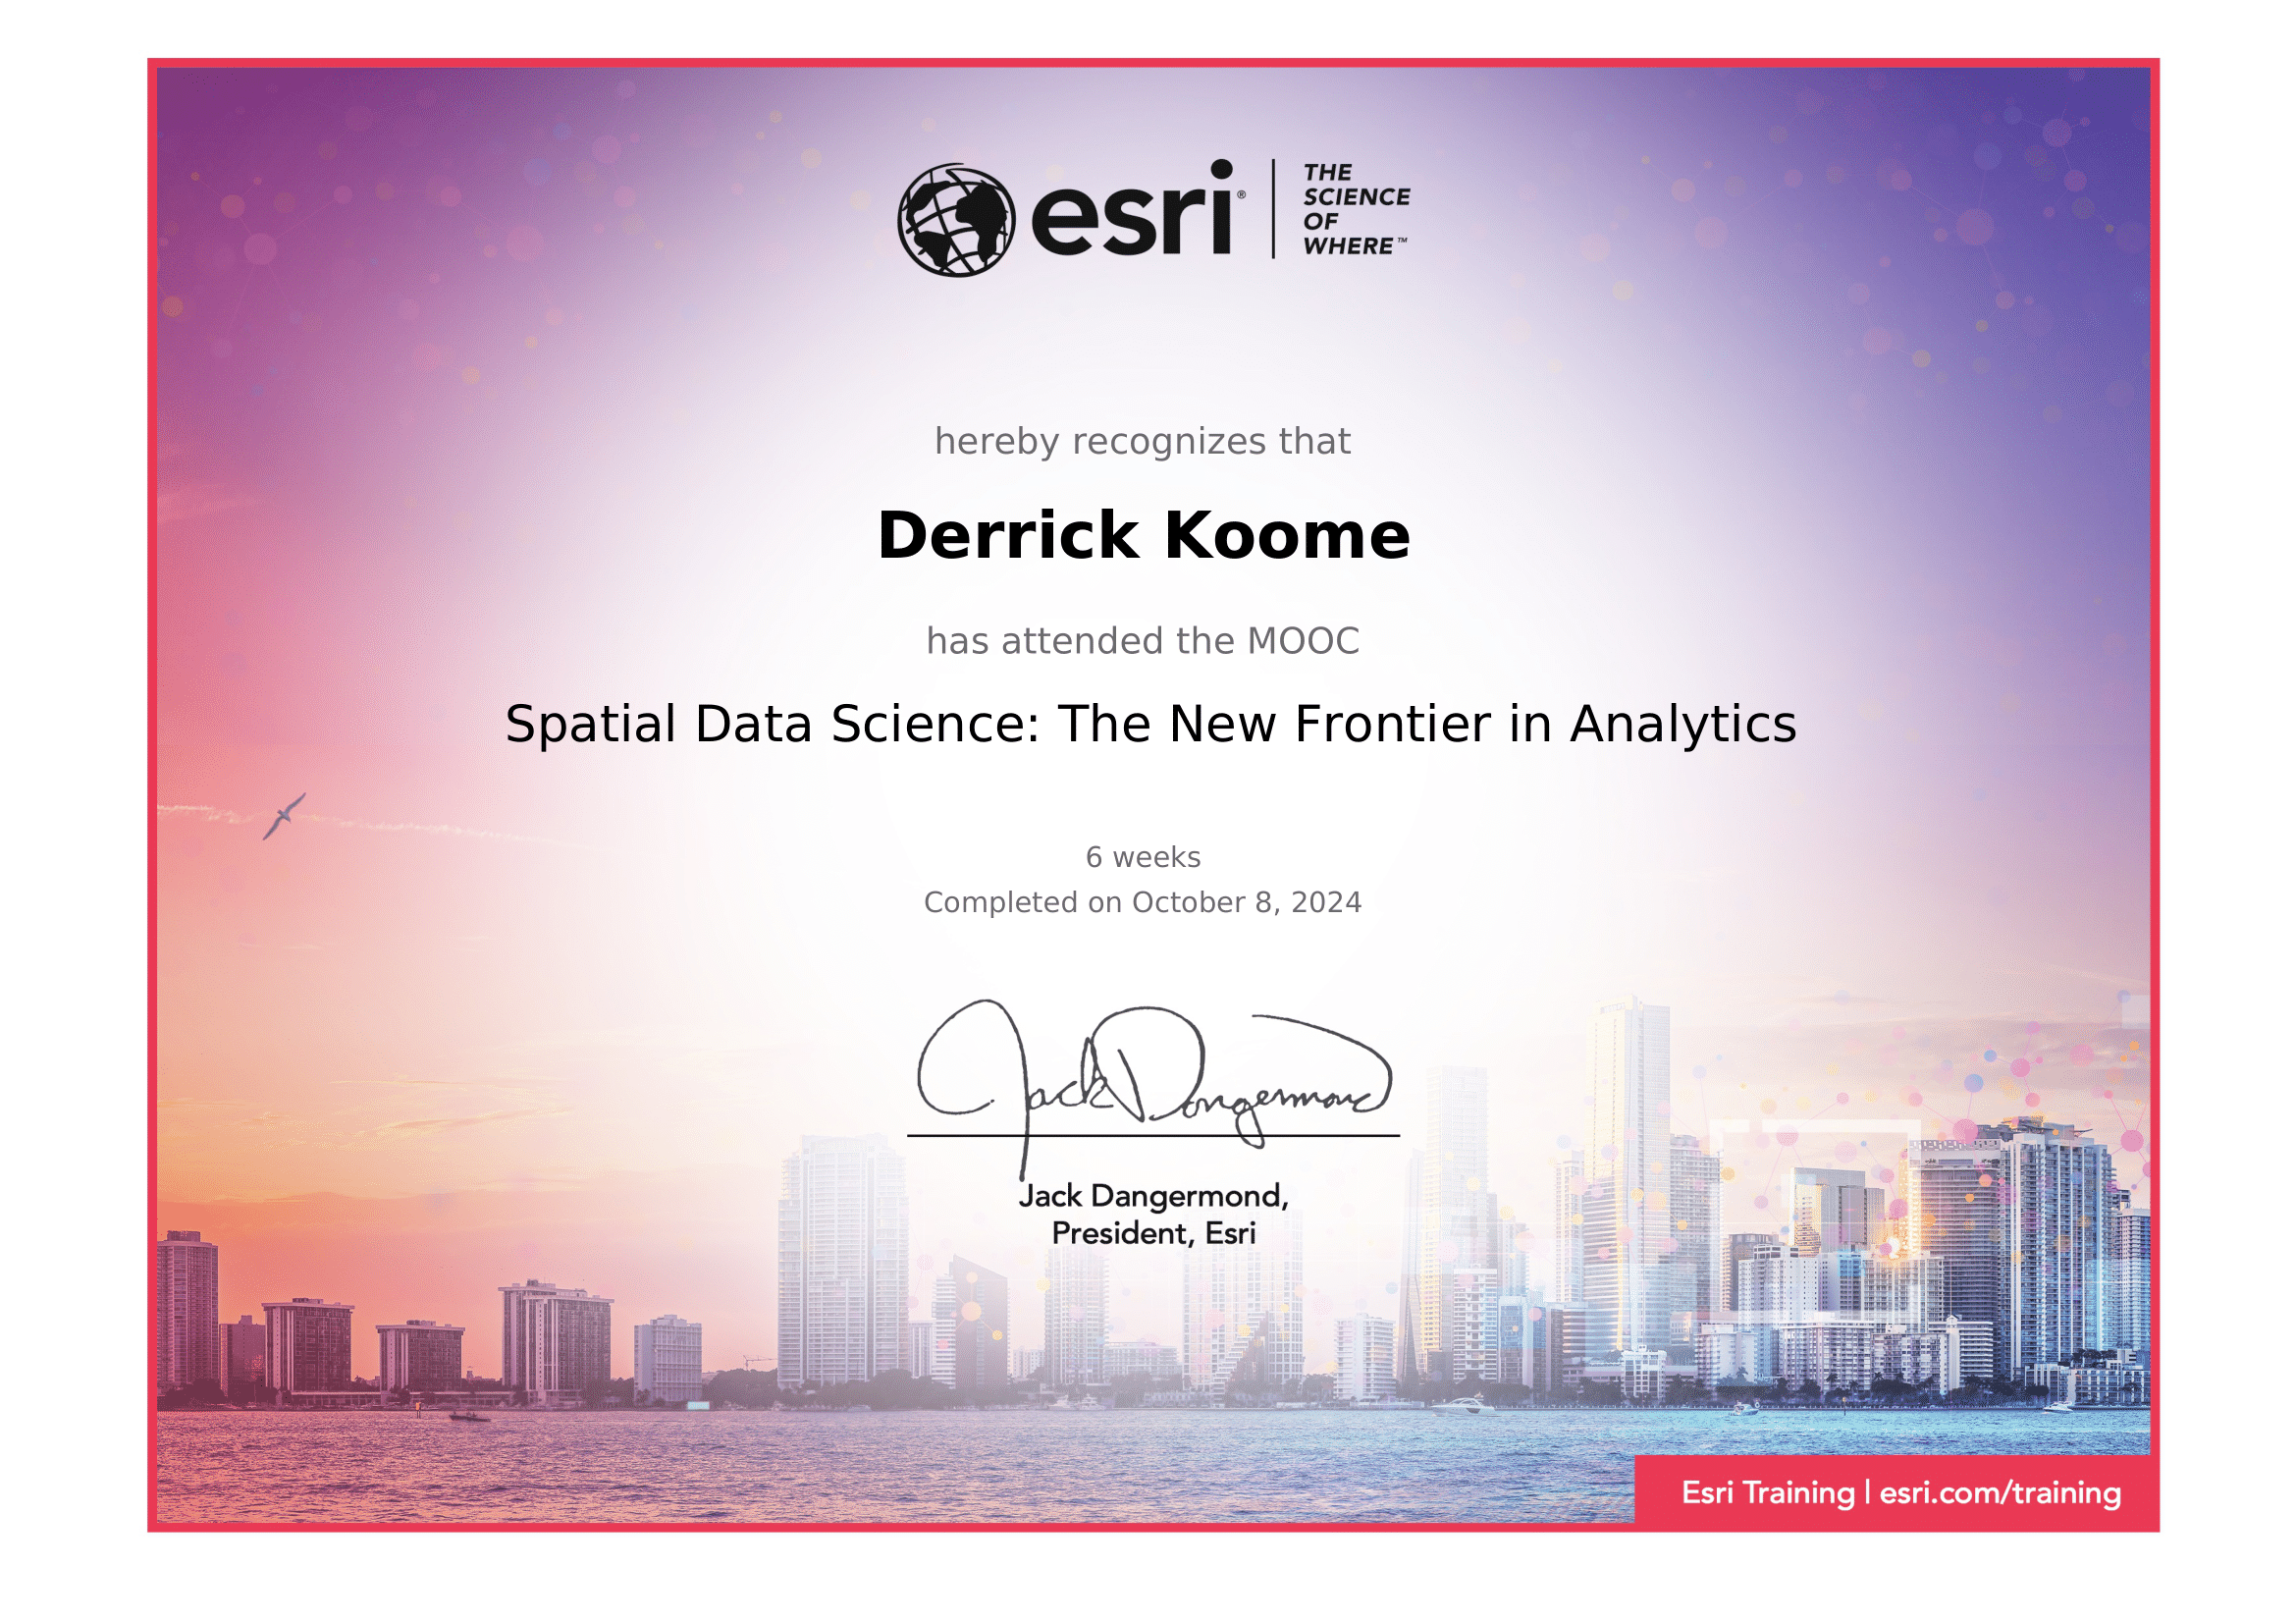 esri®
THE
SCIENCE
OF
WHERE™
hereby recognizes that
Derrick Koome
has attended the MOOC
Spatial Data Science: The New Frontier in Analytics
6 weeks
Completed on October 8, 2024
Jack Dangermond
Jack Dangermond,
President, Esri
Esri Training | esri.com/training